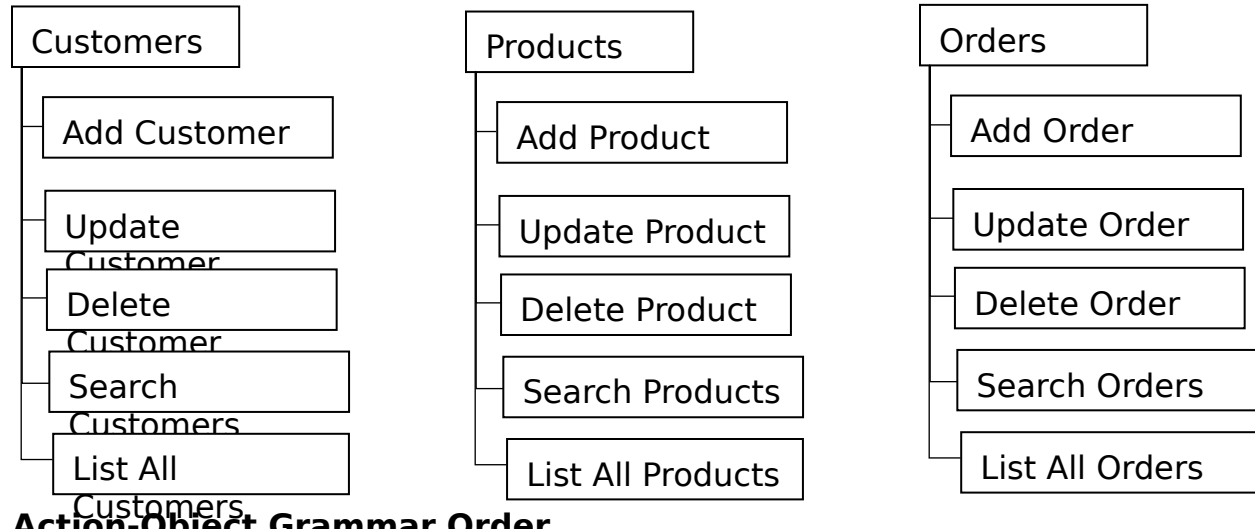 Customers
Add Customer
Update
Customer
Delete
Customer
Search
Customers
List All
Customers
Products
Add Product
Update Product
Delete Product
Search Products
List All Products
Orders
Add Order
Update Order
Delete Order
Search Orders
List All Orders
Action-Object Grammar Order